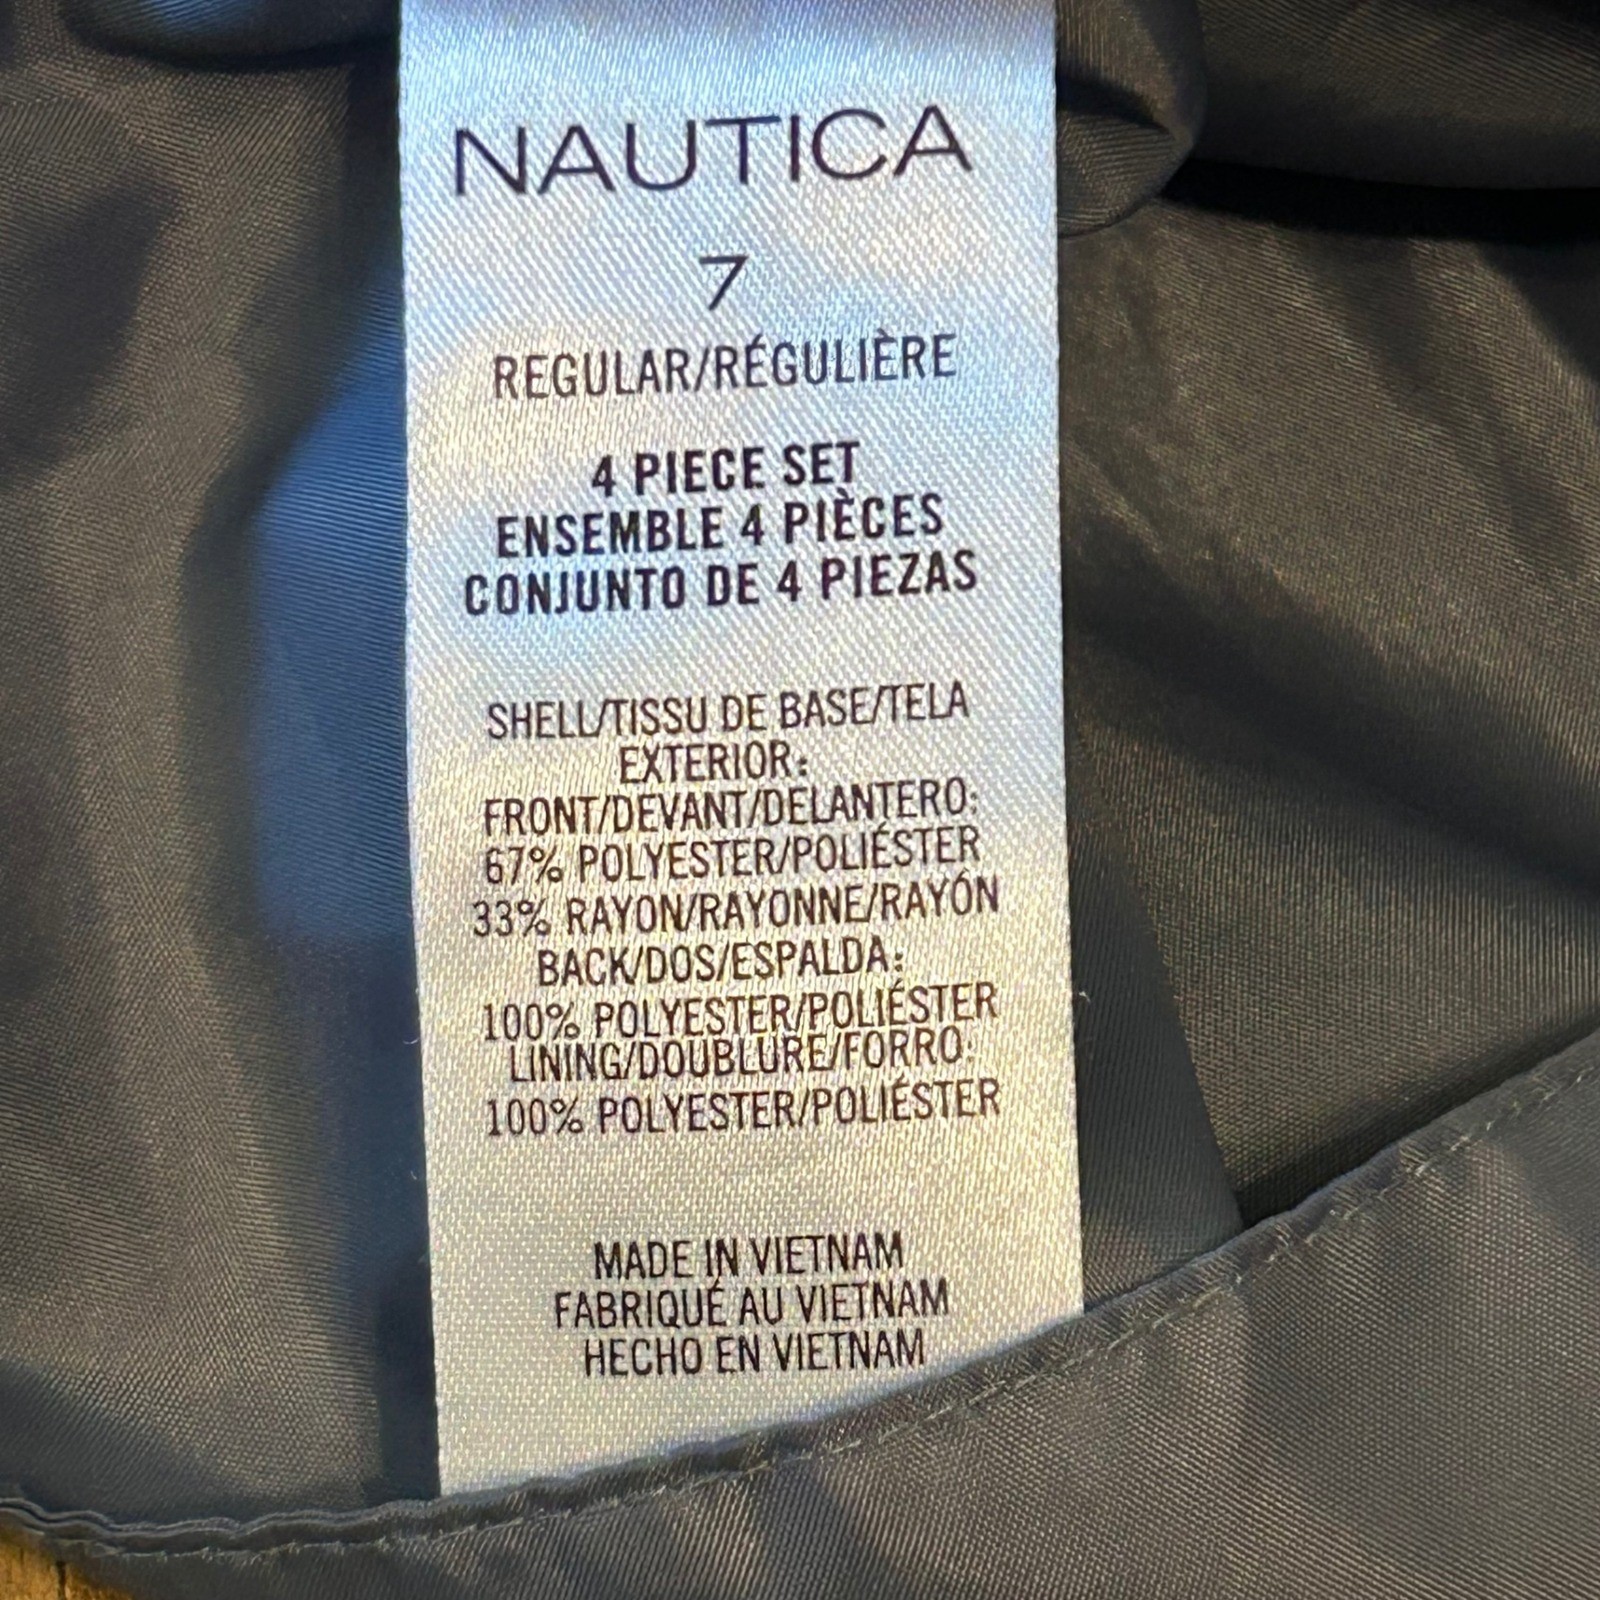 NAUTICA
7
REGULAR/RÉGULIÈRE
4 PIECE SET
ENSEMBLE 4 PIÈCES
CONJUNTO DE 4 PIEZAS
SHELL/TISSU DE BASE/TELA
EXTERIOR:
FRONT/DEVANT/DELANTERO:
67% POLYESTER/POLIÉSTER
33% RAYON/RAYONNE/RAYÓN
BACK/DOS/ESPALDA:
100% POLYESTER/POLIÉSTER
LINING/DOUBLURE/FORRO:
100% POLYESTER/POLIÉSTER
MADE IN VIETNAM
FABRIQUÉ AU VIETNAM
HECHO EN VIETNAM